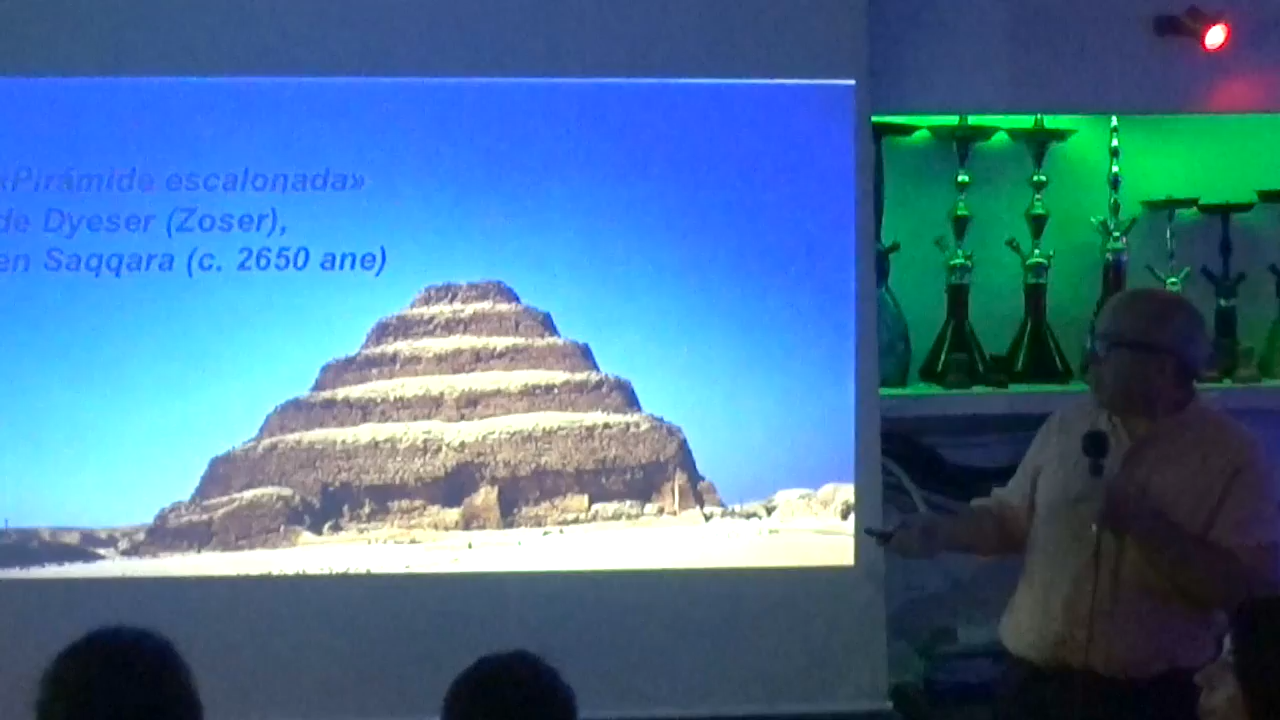 «Pirámide escalonada»
de Dyeser (Zoser),
en Saqqara (c. 2650 ane)